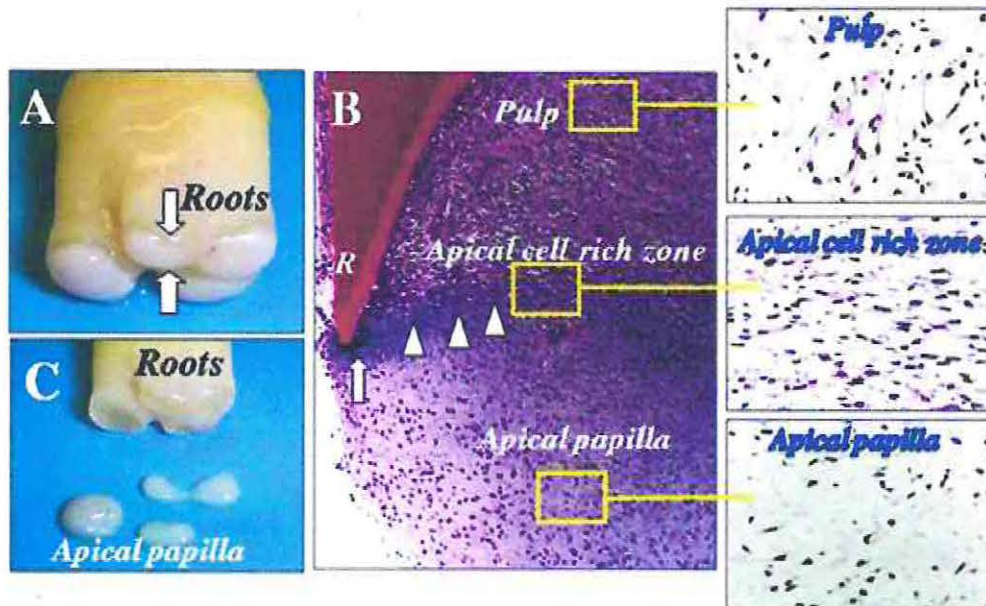 A
Roots
C
Roots
Apical papilla
B
Pulp
R
Apical cell rich zone
Apical papilla
Pulp
Apical cell rich zone
Apical papilla